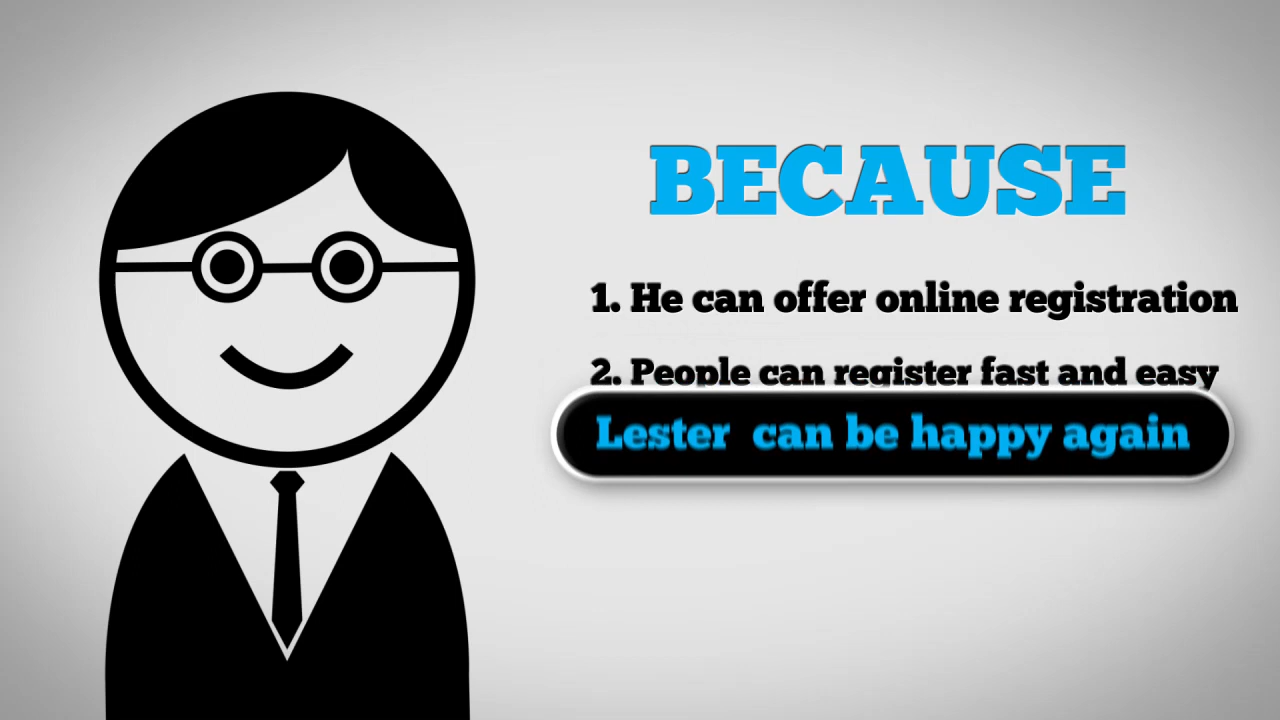 BECAUSE
1. He can offer online registration
2. People can register fast and easy
Lester can be happy again